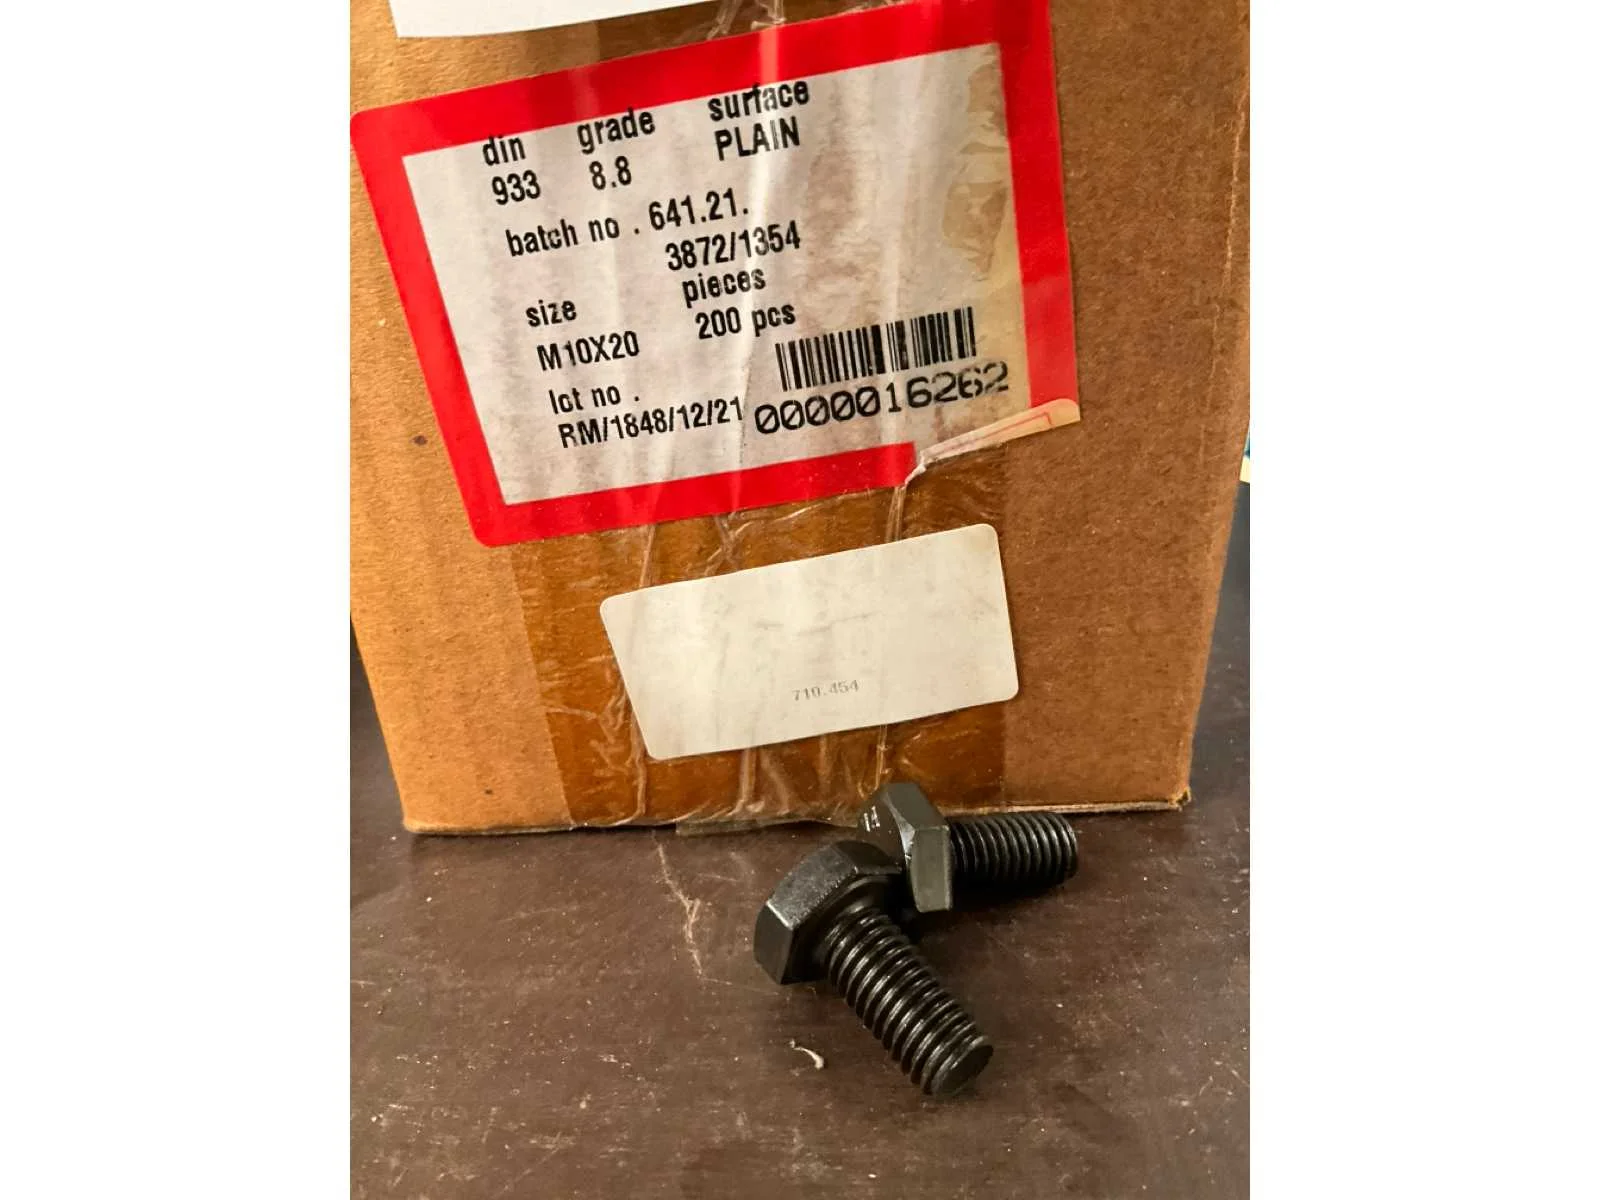 din grade surface
933 8.8 PLAIN
batch no . 641.21.
3872/1354
size pieces
M10X20 200 pcs
lot no .
RM/1848/12/21 0000016262
710.454